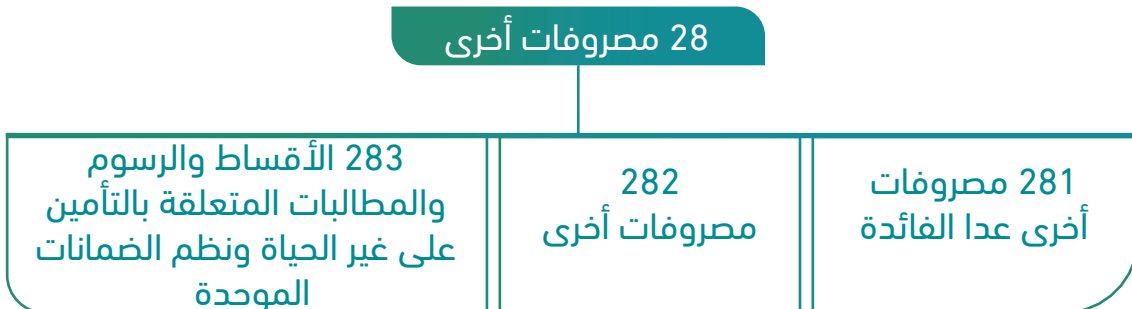 28 مصروفات أخرى
281 مصروفات
أخرى عدا الفائدة
282
مصروفات أخرى
283 الأقساط والرسوم
والمطالبات المتعلقة بالتأمين
على غير الحياة ونظم الضمانات
الموحدة